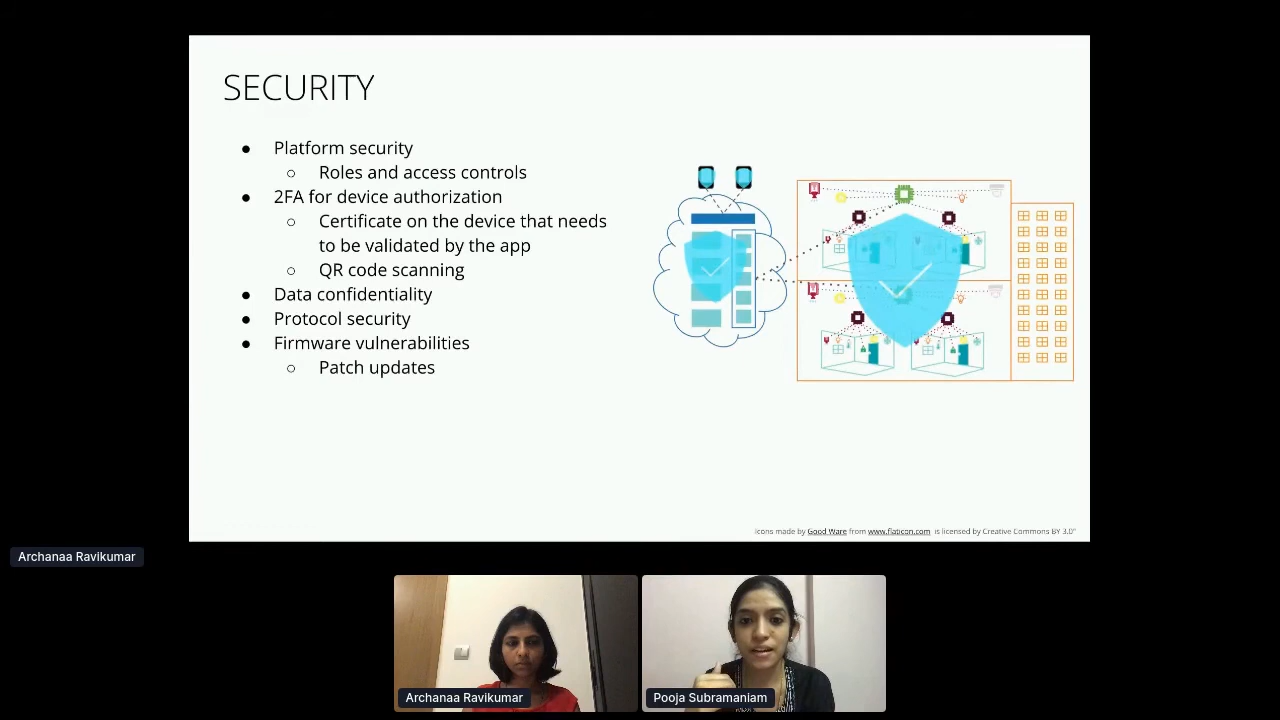 SECURITY
● Platform security
○ Roles and access controls
● 2FA for device authorization
○ Certificate on the device that needs
to be validated by the app
○ QR code scanning
● Data confidentiality
● Protocol security
● Firmware vulnerabilities
○ Patch updates
Icons made by Good Ware from www.flaticon.com is licensed by Creative Commons BY 3.0"
Archanaa Ravikumar
Archanaa Ravikumar
Pooja Subramaniam